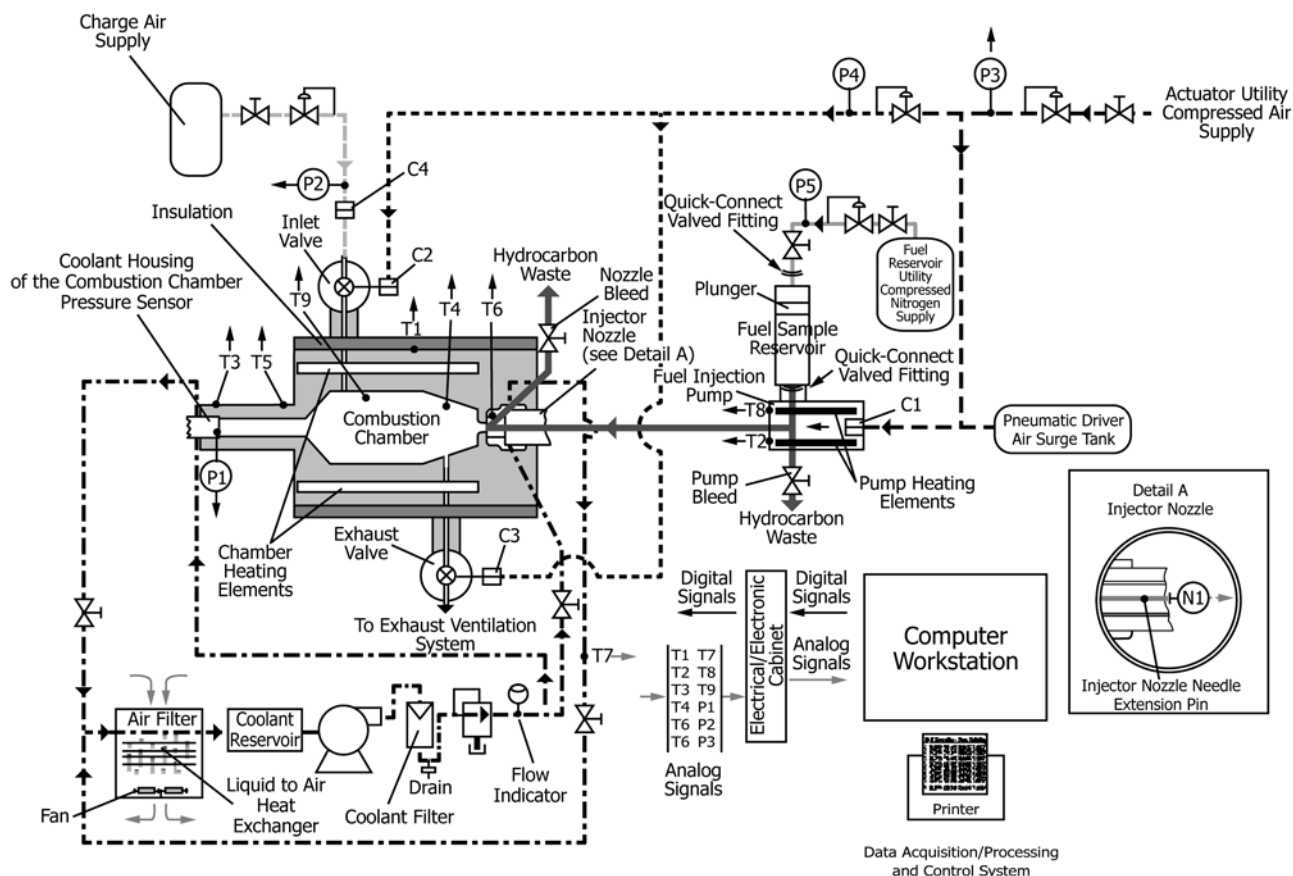 Charge Air
Supply
P4
P3
Actuator Utility
Compressed Air
Supply
P2
C4
P5
Quick-Connect
Valved Fitting
Insulation
Inlet
Valve
Hydrocarbon
Waste
Fuel
Reservoir
Utility
Compressed
Nitrogen
Supply
Coolant Housing
of the Combustion Chamber
Pressure Sensor
C2
Nozzle
Bleed
Plunger
T9
T1
T4
T6
Injector
Nozzle
(see Detail A)
Fuel Sample
Reservoir
Quick-Connect
Valved Fitting
T3
T5
Fuel Injection
Pump
T8
C1
Combustion
Chamber
T2
Pneumatic Driver
Air Surge Tank
P1
Pump
Bleed
Pump Heating
Elements
Hydrocarbon
Waste
Detail A
Injector Nozzle
N1
Injector Nozzle Needle
Extension Pin
Chamber
Heating
Elements
Exhaust
Valve
C3
To Exhaust Ventilation
System
T7
Digital
Signals
Electrical/Electronic
Cabinet
Digital
Signals
Analog
Signals
Computer
Workstation
T1 T7
T2 T8
T3 T9
T4 P1
T6 P2
T6 P3
Analog
Signals
Air Filter
Coolant
Reservoir
Fan
Liquid to Air
Heat
Exchanger
Drain
Coolant Filter
Flow
Indicator
Printer
Data Acquisition/Processing
and Control System